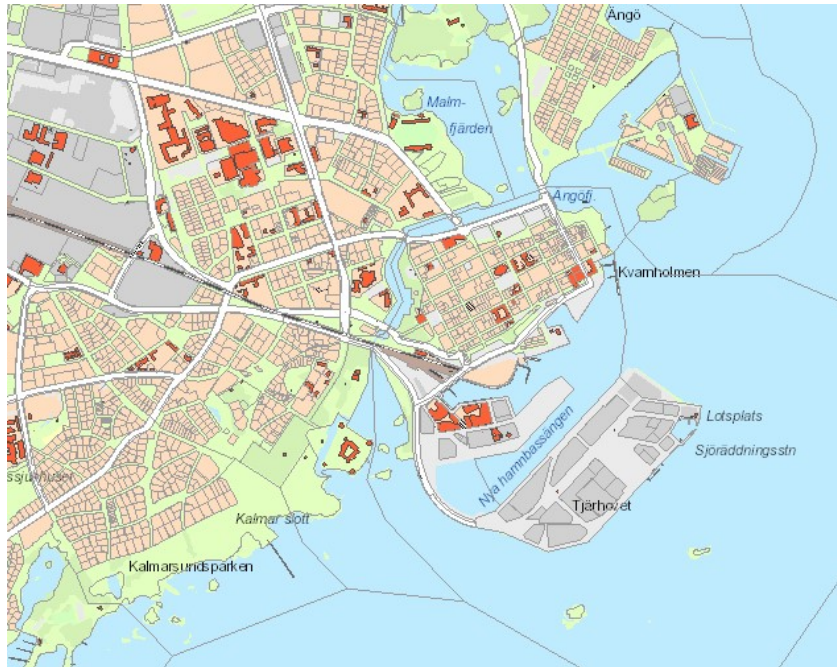 Ängö
Malm-
fjärden
Ängöfj.
Kvarnholmen
Lotsplats
Sjöräddningsstn
Nya hamnbassängen
Tjärhovet
Kalmar slott
Kalmarsundsparken